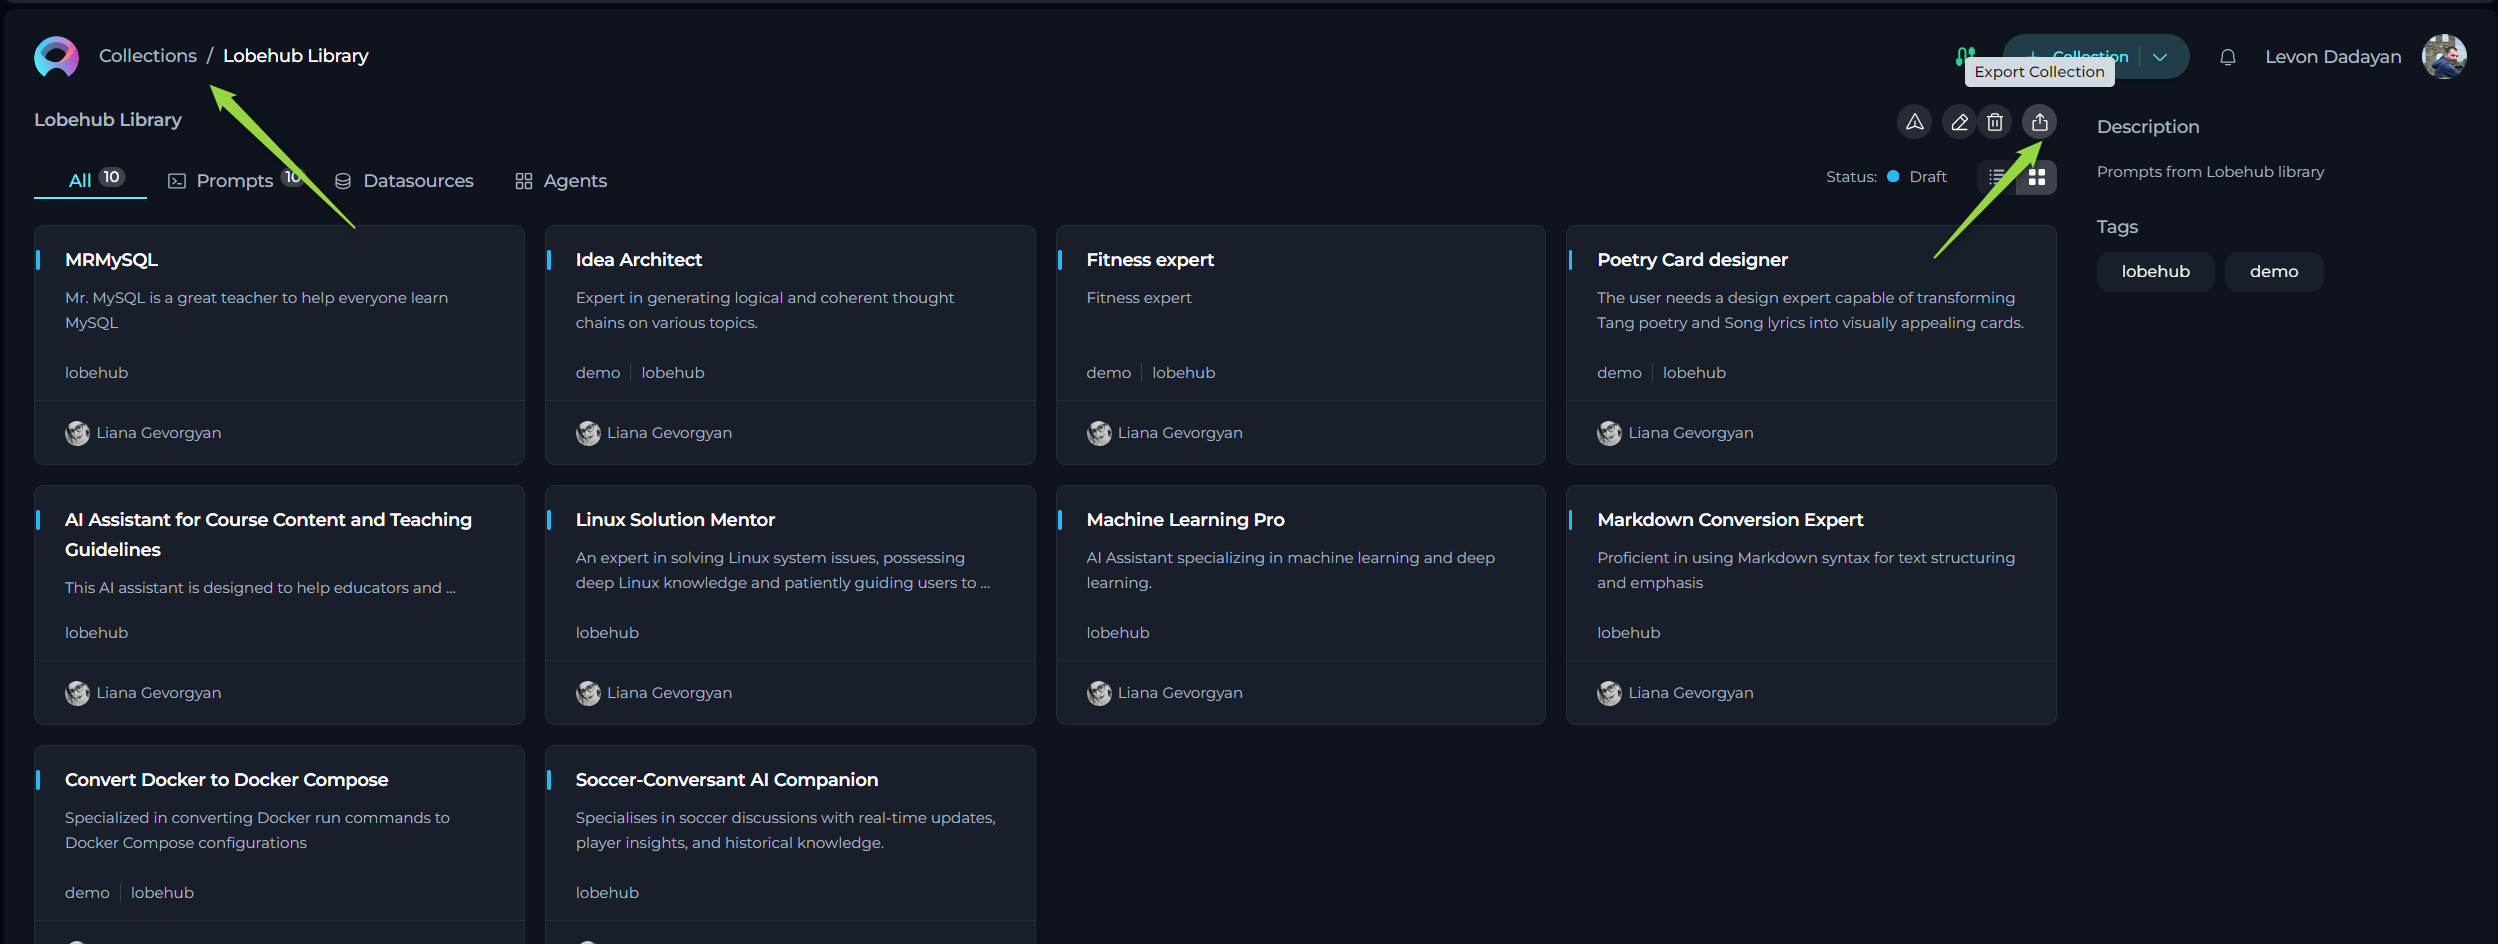 Collections / Lobehub Library
Collection
Levon Dadayan
Export Collection
Lobehub Library
All 10
Prompts 10
Datasources
Agents
Status: Draft
Description
Prompts from Lobehub library
Tags
lobehub
demo
MRMySQL
Mr. MySQL is a great teacher to help everyone learn
MySQL
lobehub
Liana Gevorgyan
Idea Architect
Expert in generating logical and coherent thought
chains on various topics.
demo | lobehub
Liana Gevorgyan
Fitness expert
Fitness expert
demo | lobehub
Liana Gevorgyan
Poetry Card designer
The user needs a design expert capable of transforming
Tang poetry and Song lyrics into visually appealing cards.
demo | lobehub
Liana Gevorgyan
AI Assistant for Course Content and Teaching
Guidelines
This AI assistant is designed to help educators and ...
lobehub
Liana Gevorgyan
Linux Solution Mentor
An expert in solving Linux system issues, possessing
deep Linux knowledge and patiently guiding users to ...
lobehub
Liana Gevorgyan
Machine Learning Pro
AI Assistant specializing in machine learning and deep
learning.
lobehub
Liana Gevorgyan
Markdown Conversion Expert
Proficient in using Markdown syntax for text structuring
and emphasis
lobehub
Liana Gevorgyan
Convert Docker to Docker Compose
Specialized in converting Docker run commands to
Docker Compose configurations
demo | lobehub
Soccer-Conversant AI Companion
Specialises in soccer discussions with real-time updates,
player insights, and historical knowledge.
lobehub